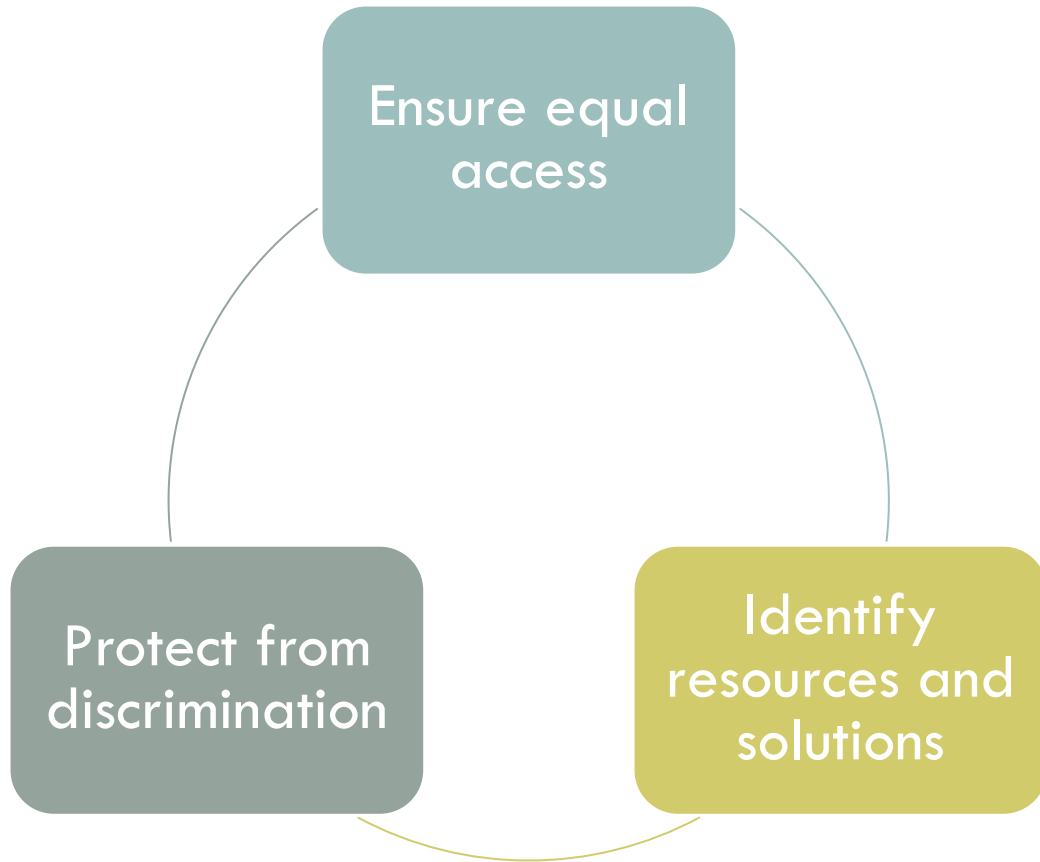 Ensure equal
access
Protect from
discrimination
Identify
resources and
solutions